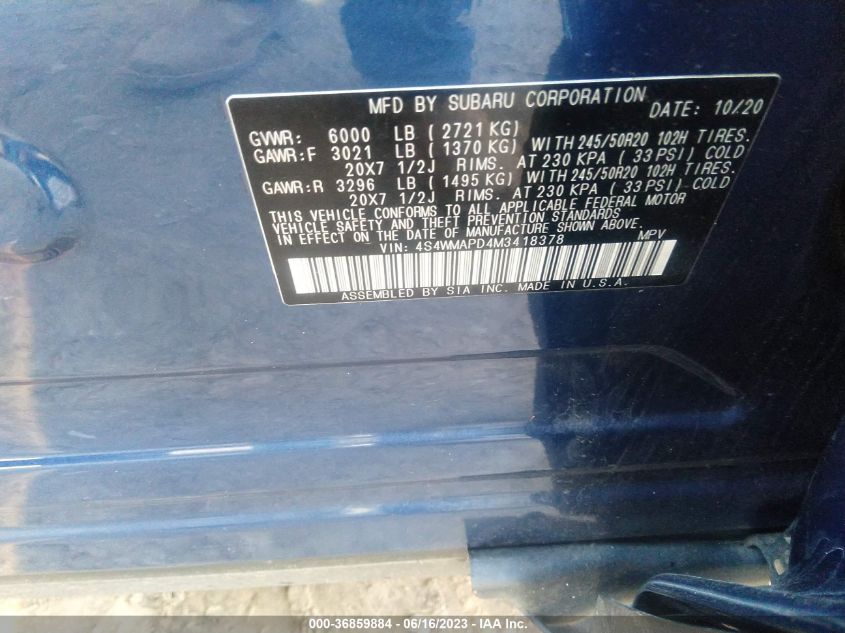 MFD BY SUBARU CORPORATION DATE: 10/20
GVWR: 6000 LB ( 2721 KG)
GAWR:F 3021 LB ( 1370 KG) WITH 245/50R20 102H TIRES.
20X7 1/2J RIMS. AT 230 KPA ( 33 PSI) COLD
GAWR:R 3296 LB ( 1495 KG) WITH 245/50R20 102H TIRES.
20X7 1/2J RIMS. AT 230 KPA ( 33 PSI) COLD
THIS VEHICLE CONFORMS TO ALL APPLICABLE FEDERAL MOTOR
VEHICLE SAFETY AND THEFT PREVENTION STANDARDS
IN EFFECT ON THE DATE OF MANUFACTURE SHOWN ABOVE.
VIN: 4S4WMAPD4M3418378 MPV
ASSEMBLED BY SIA INC. MADE IN U.S.A.
000-36859884 - 06/16/2023 - IAA Inc.